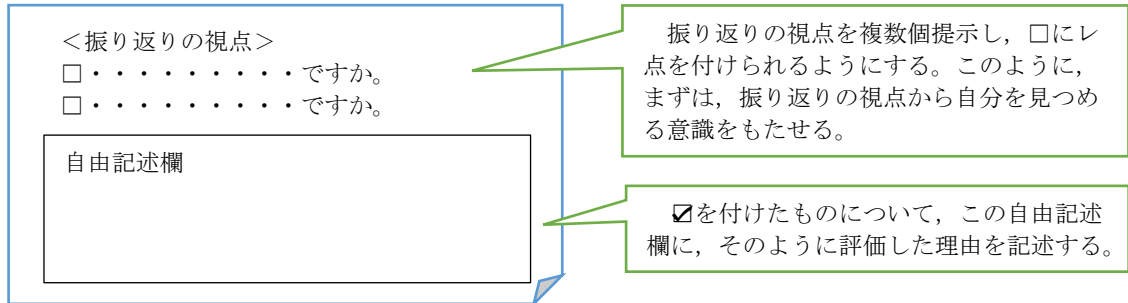 ＜振り返りの視点＞
□・・・・・・・・・ですか。
□・・・・・・・・・ですか。
自由記述欄
振り返りの視点を複数個提示し，□にレ
点を付けられるようにする。このように，
まずは，振り返りの視点から自分を見つめ
る意識をもたせる。
☑を付けたものについて，この自由記述
欄に，そのように評価した理由を記述する。